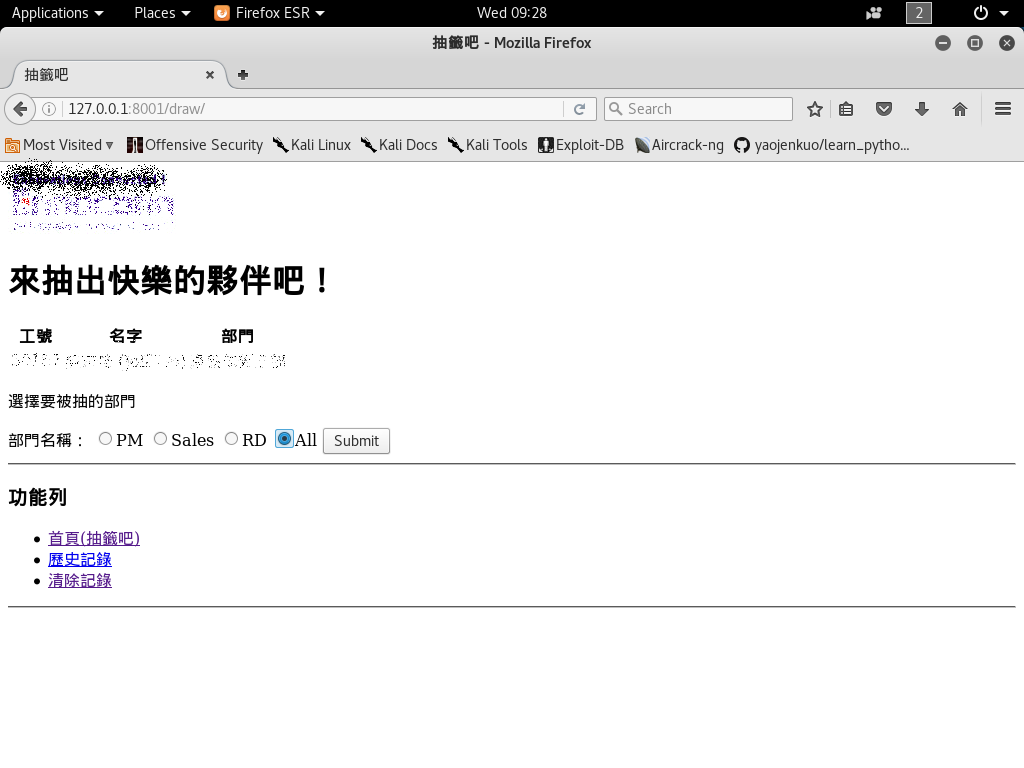 Applications Places Firefox ESR Wed 09:28 2
抽籤吧 - Mozilla Firefox
抽籤吧
127.0.0.1:8001/draw/ Search
Most Visited Offensive Security Kali Linux Kali Docs Kali Tools Exploit-DB Aircrack-ng yaojenkuo/learn_pytho...
來抽出快樂的夥伴吧！
工號 名字 部門
選擇要被抽的部門
部門名稱： PM Sales RD All Submit
功能列
首頁(抽籤吧)
歷史記錄
清除記錄